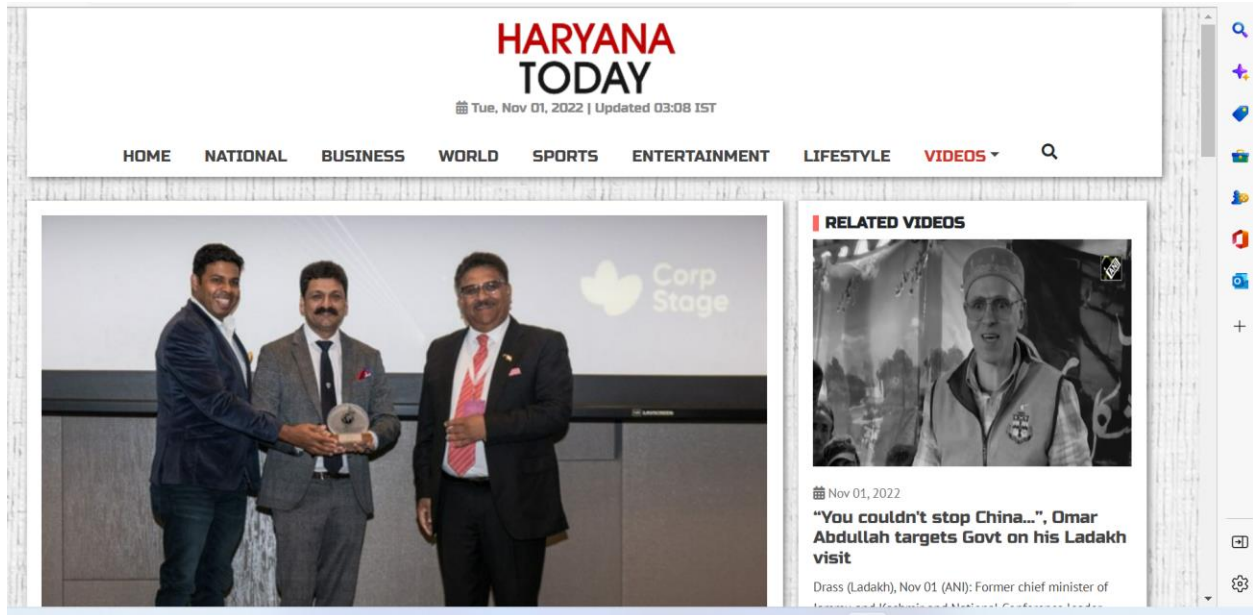 HARYANA
TODAY
Tue, Nov 01, 2022 | Updated 03:08 IST
HOME NATIONAL BUSINESS WORLD SPORTS ENTERTAINMENT LIFESTYLE VIDEOS
Corp
Stage
RELATED VIDEOS
ANI
Nov 01, 2022
“You couldn't stop China...”, Omar
Abdullah targets Govt on his Ladakh
visit
Drass (Ladakh), Nov 01 (ANI): Former chief minister of